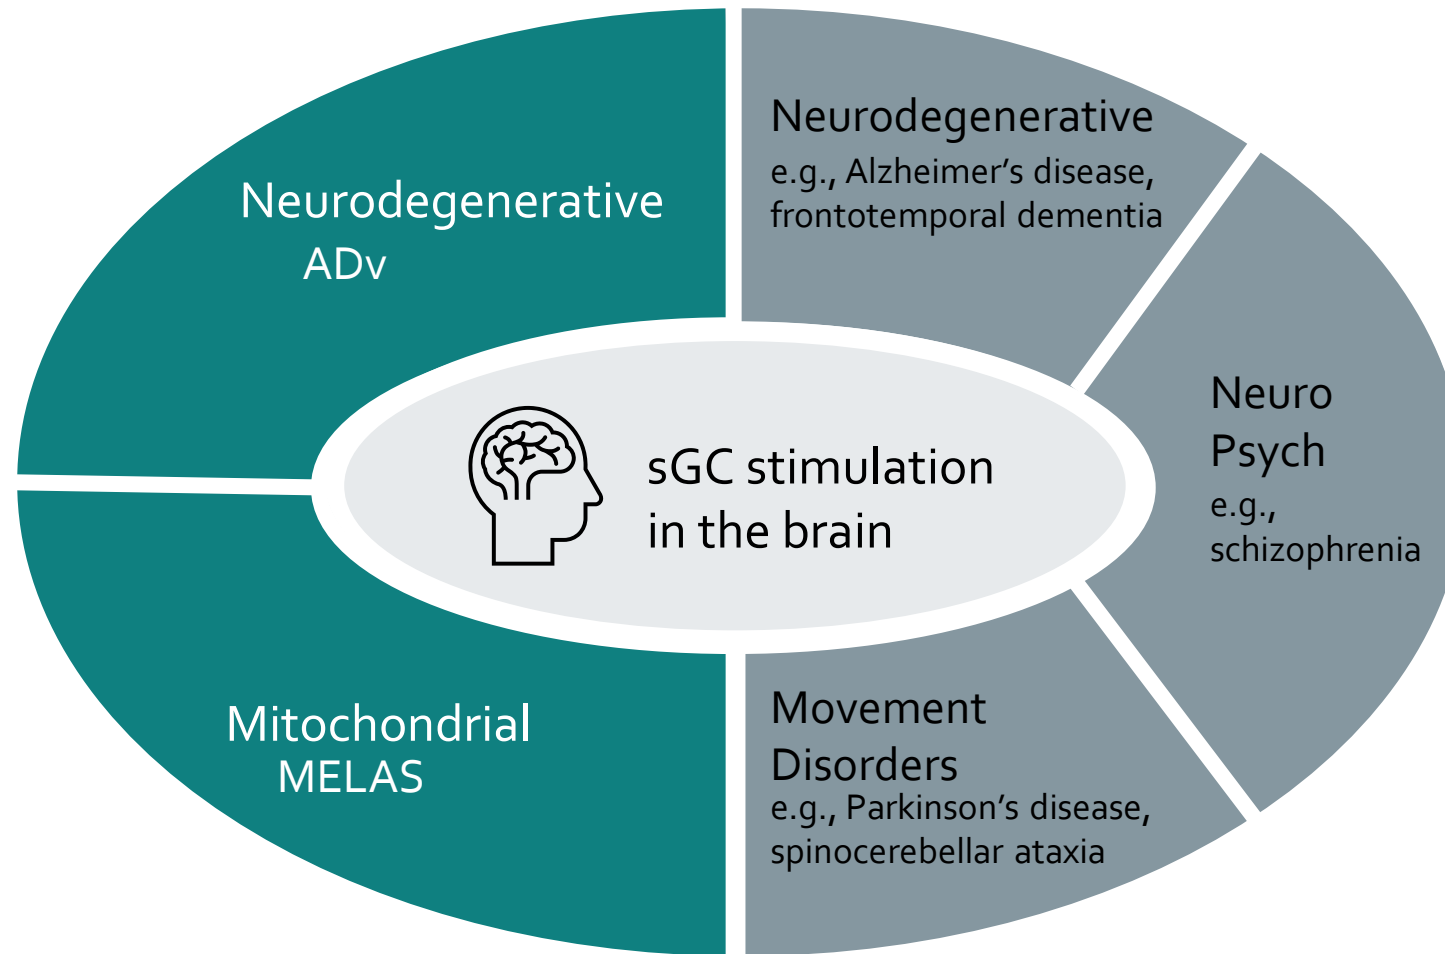 Neurodegenerative
ADv
Neurodegenerative
e.g., Alzheimer’s disease,
frontotemporal dementia
Neuro
Psych
e.g.,
schizophrenia
sGC stimulation
in the brain
Mitochondrial
MELAS
Movement
Disorders
e.g., Parkinson’s disease,
spinocerebellar ataxia